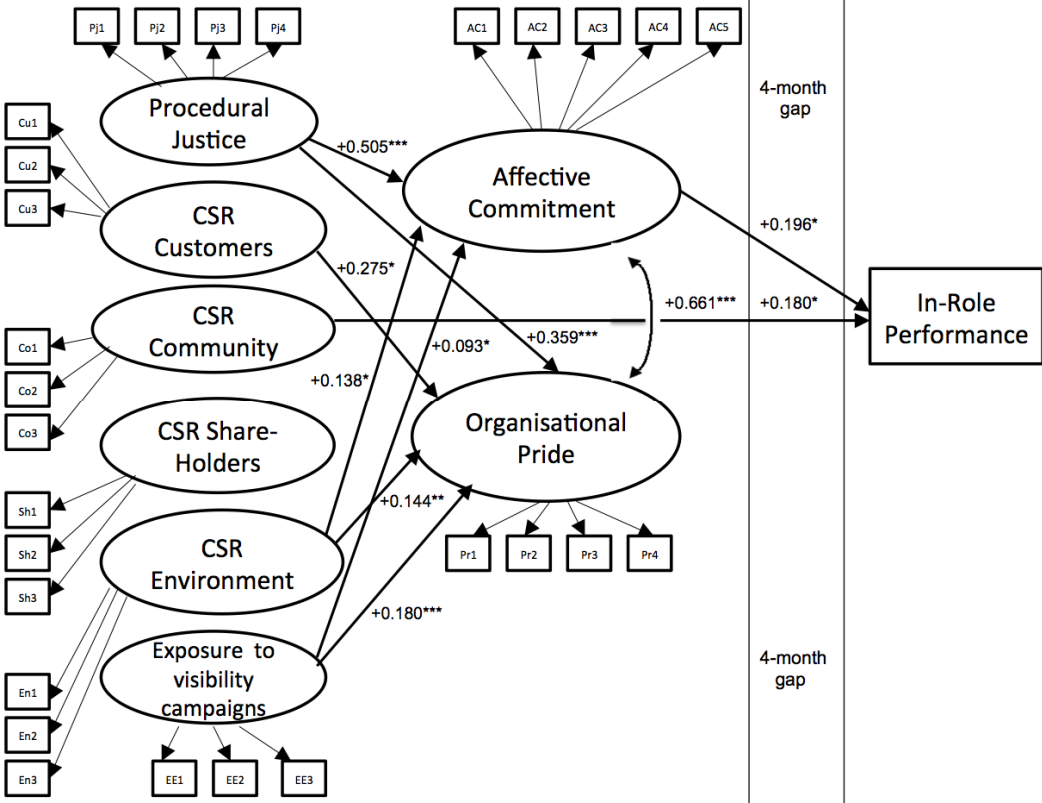 Pj1
Pj2
Pj3
Pj4
AC1
AC2
AC3
AC4
AC5
4-month
gap
Procedural
Justice
Cu1
Cu2
Cu3
+0.505***
Affective
Commitment
CSR
Customers
+0.196*
+0.275*
CSR
Community
+0.661***
+0.180*
In-Role
Performance
Co1
Co2
Co3
+0.093*
+0.359***
+0.138*
CSR Share-
Holders
Organisational
Pride
Sh1
Sh2
Sh3
+0.144**
CSR
Environment
Pr1
Pr2
Pr3
Pr4
+0.180***
Exposure to
visibility
campaigns
4-month
gap
En1
En2
En3
EE1
EE2
EE3